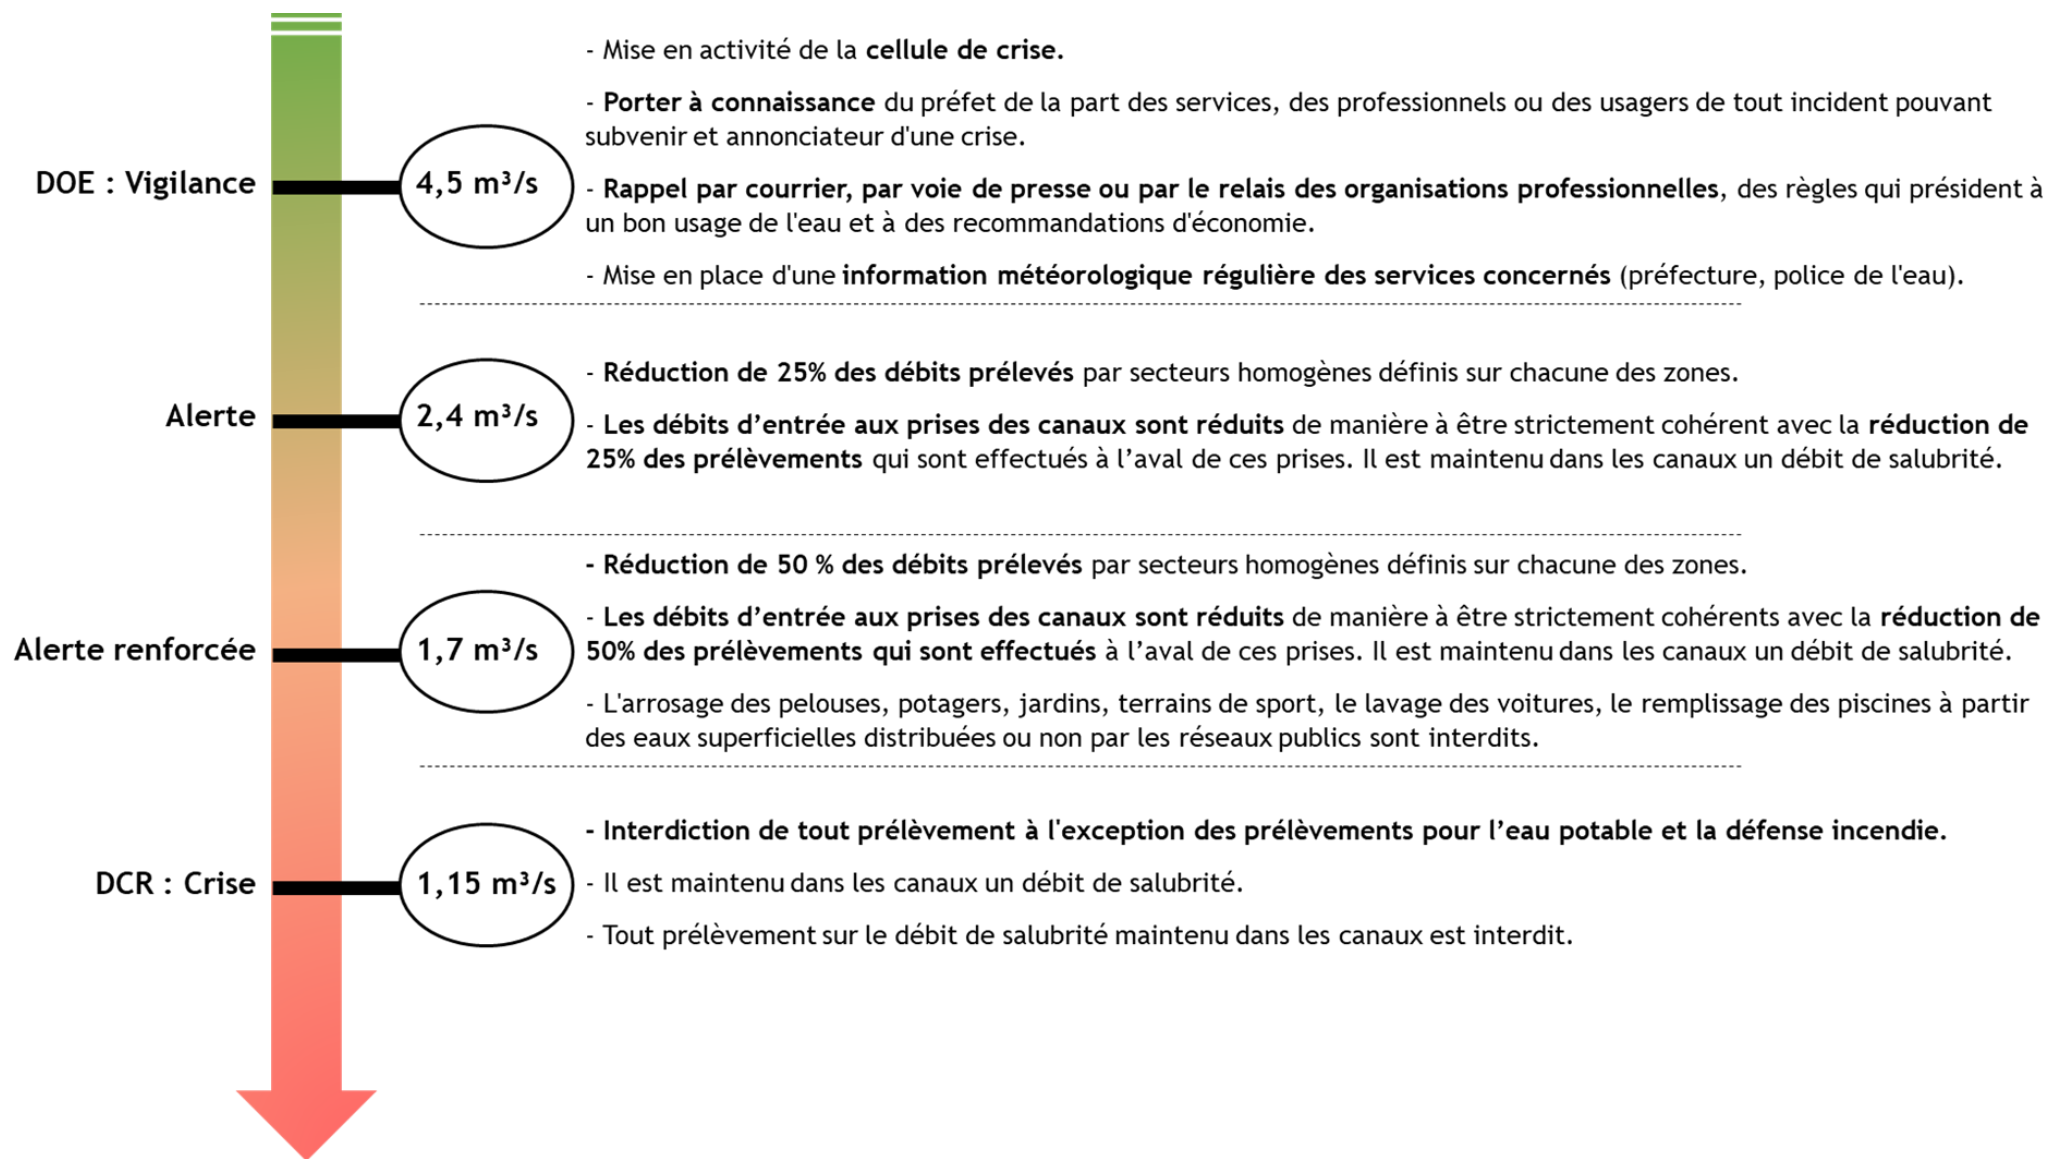 - Mise en activité de la cellule de crise.
- Porter à connaissance du préfet de la part des services, des professionnels ou des usagers de tout incident pouvant
subvenir et annonciateur d'une crise.
DOE : Vigilance
4,5 m³/s
- Rappel par courrier, par voie de presse ou par le relais des organisations professionnelles, des règles qui président à
un bon usage de l'eau et à des recommandations d'économie.
- Mise en place d'une information météorologique régulière des services concernés (préfecture, police de l'eau).
Alerte
2,4 m³/s
- Réduction de 25% des débits prélevés par secteurs homogènes définis sur chacune des zones.
- Les débits d’entrée aux prises des canaux sont réduits de manière à être strictement cohérent avec la réduction de
25% des prélèvements qui sont effectués à l’aval de ces prises. Il est maintenu dans les canaux un débit de salubrité.
Alerte renforcée
1,7 m³/s
- Réduction de 50 % des débits prélevés par secteurs homogènes définis sur chacune des zones.
- Les débits d’entrée aux prises des canaux sont réduits de manière à être strictement cohérents avec la réduction de
50% des prélèvements qui sont effectués à l’aval de ces prises. Il est maintenu dans les canaux un débit de salubrité.
- L'arrosage des pelouses, potagers, jardins, terrains de sport, le lavage des voitures, le remplissage des piscines à partir
des eaux superficielles distribuées ou non par les réseaux publics sont interdits.
DCR : Crise
1,15 m³/s
- Interdiction de tout prélèvement à l'exception des prélèvements pour l’eau potable et la défense incendie.
- Il est maintenu dans les canaux un débit de salubrité.
- Tout prélèvement sur le débit de salubrité maintenu dans les canaux est interdit.